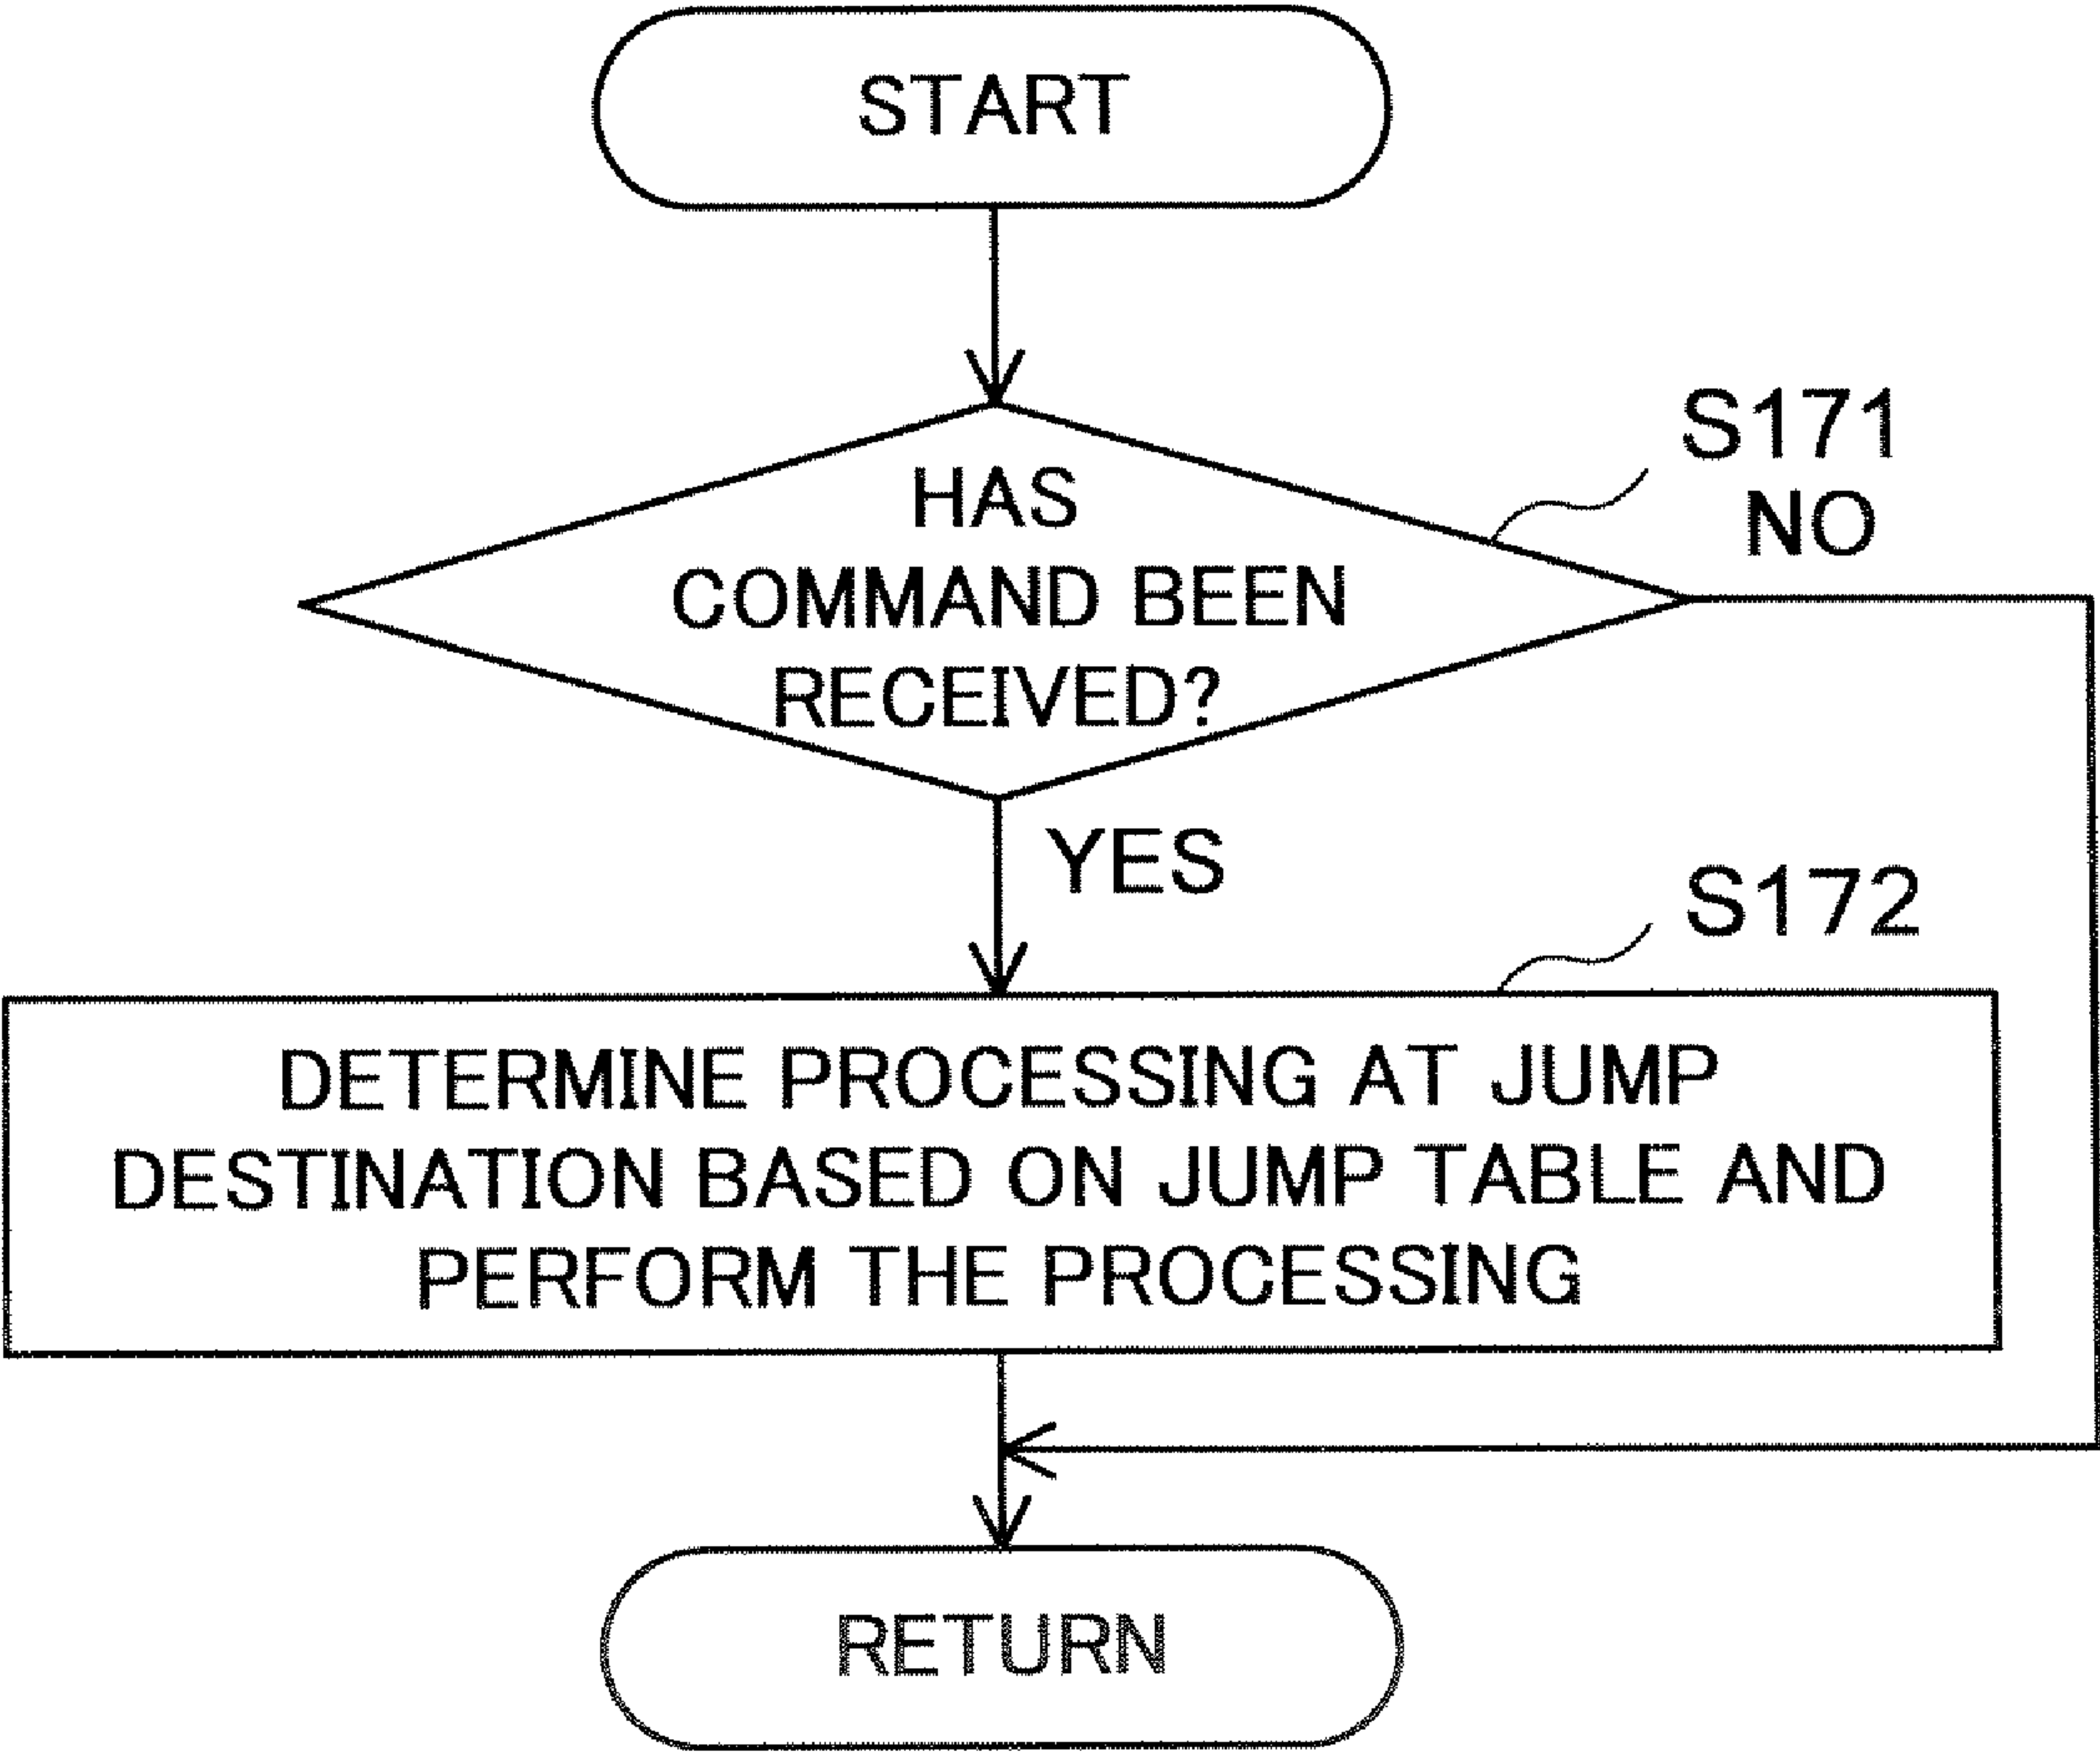 START
S171
HAS
NO
COMMAND BEEN
RECEIVED?
YES
S172
DETERMINE PROCESSING AT JUMP
DESTINATION BASED ON JUMP TABLE AND
PERFORM THE PROCESSING
RETURN